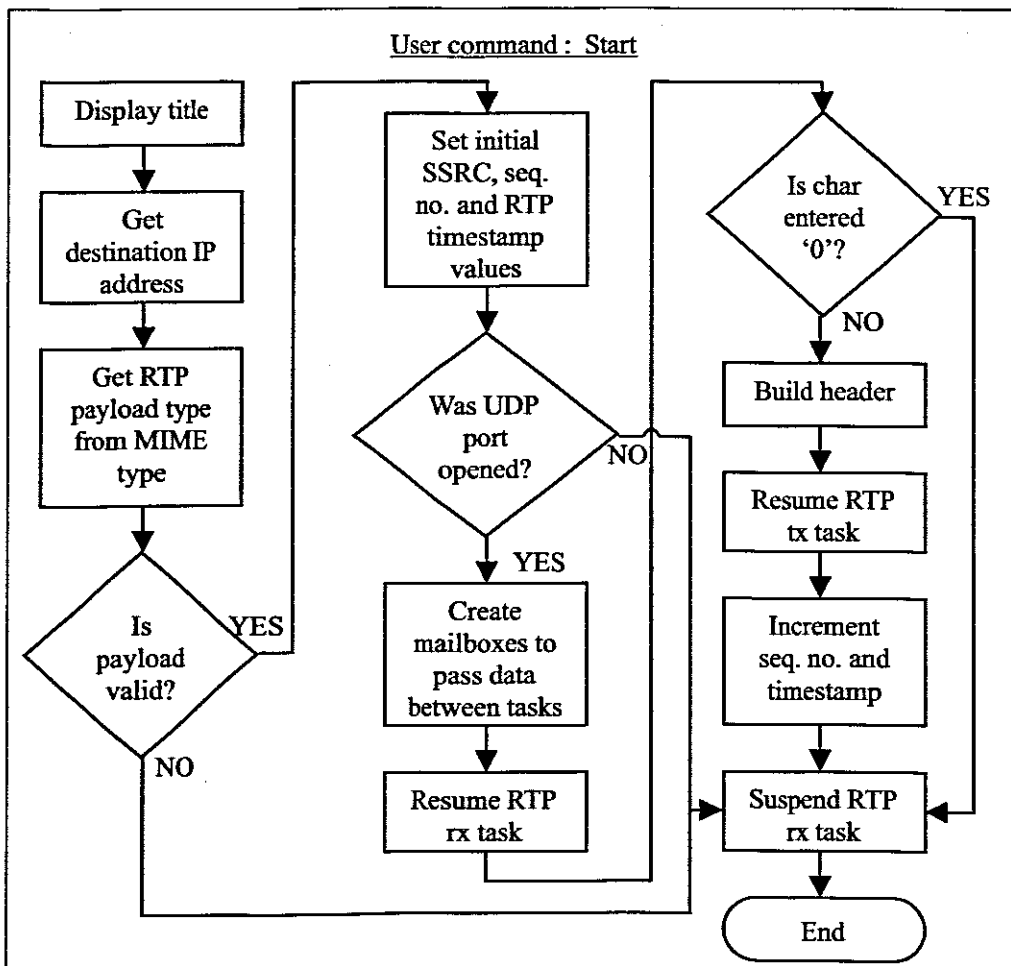 User command : Start
Display title
Get
destination IP
address
Get RTP
payload type
from MIME
type
Is
payload
valid?
YES
NO
Set initial
SSRC, seq.
no. and RTP
timestamp
values
Was UDP
port
opened?
NO
YES
Create
mailboxes to
pass data
between tasks
Resume RTP
rx task
Is char
entered
‘0’?
YES
NO
Build header
Resume RTP
tx task
Increment
seq. no. and
timestamp
Suspend RTP
rx task
End